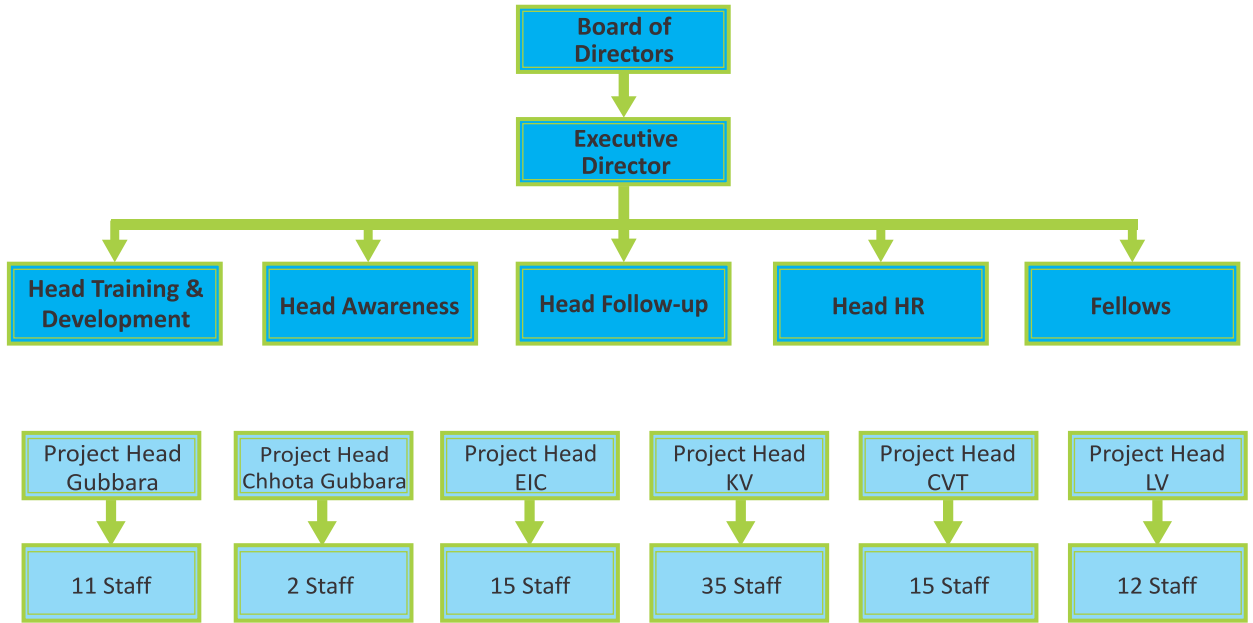 Board of
Directors
Executive
Director
Head Training &
Development
Head Awareness
Head Follow-up
Head HR
Fellows
Project Head
Gubbara
Project Head
Chhota Gubbara
Project Head
EIC
Project Head
KV
Project Head
CVT
Project Head
LV
11 Staff
2 Staff
15 Staff
35 Staff
15 Staff
12 Staff